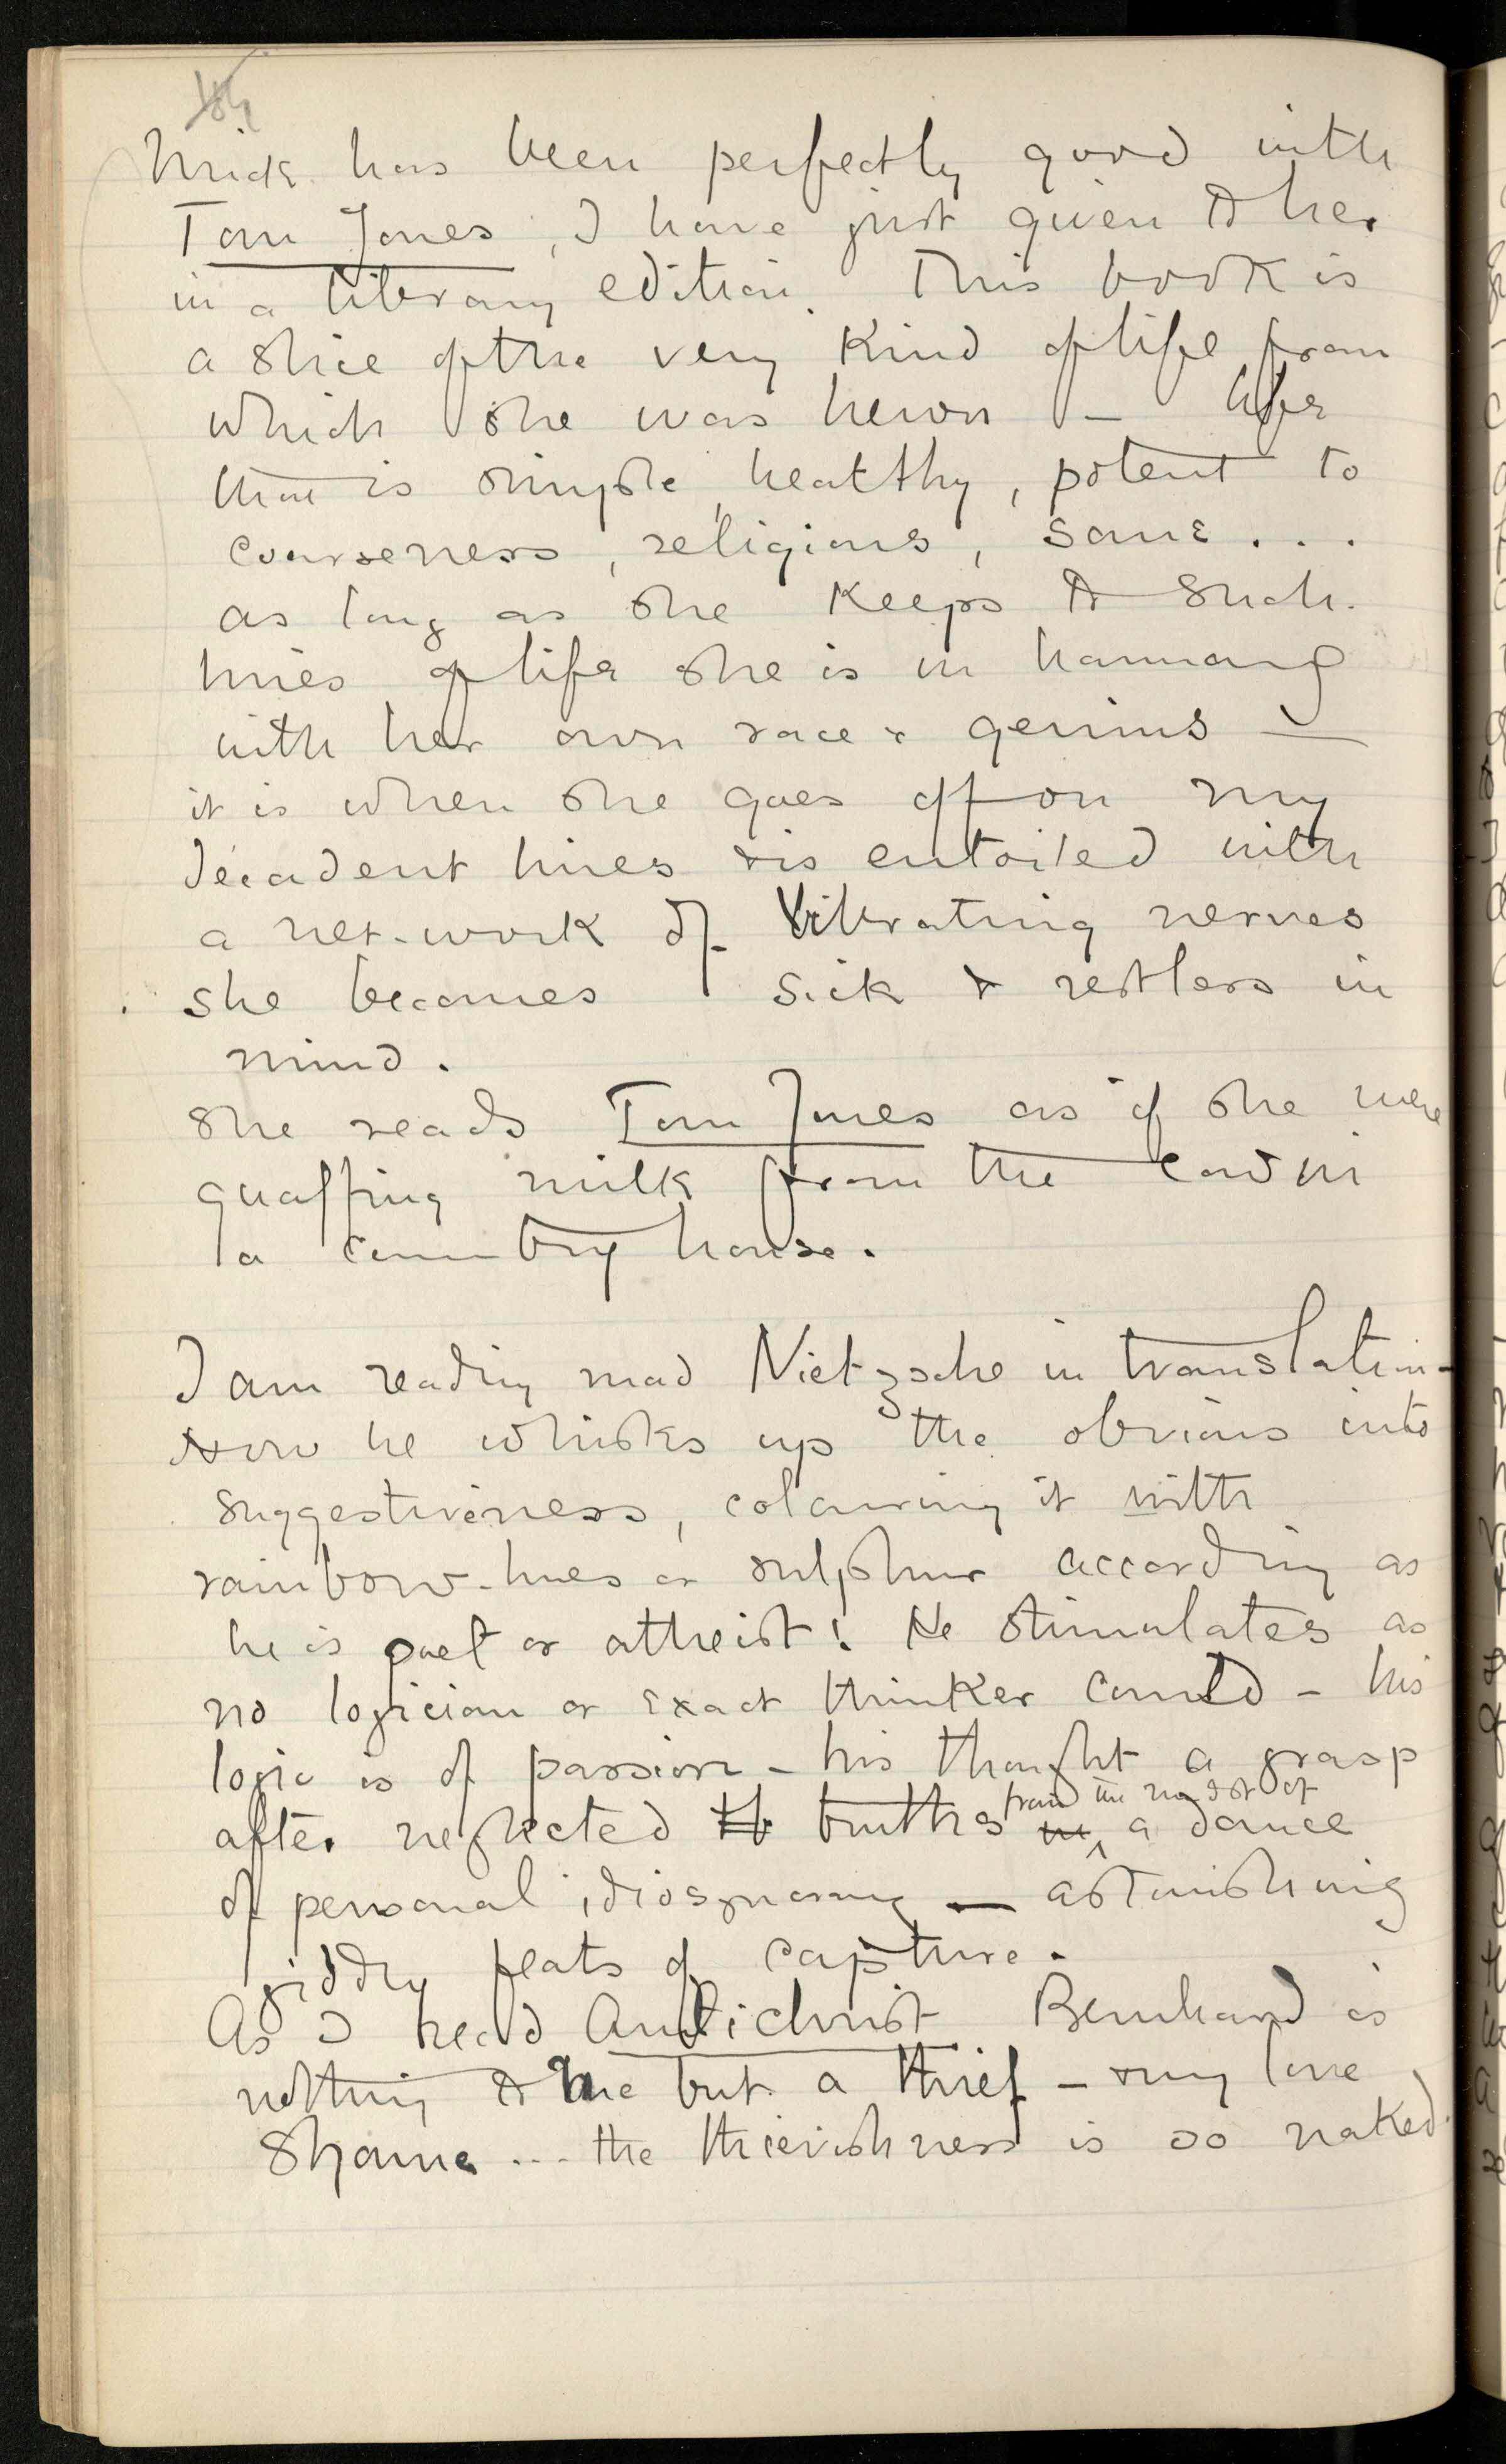 Mick has been perfectly good with
Tom Jones, I have just given to her
in a library edition. This book is
a slice of the very kind of life from
which she was hewn — life
that is simple, healthy, potent to
coarseness, religious, sane...
as long as she keeps to such
lines of life she is in harmony
with her own race & genius —
it is when she goes off on my
decadent lines & is entoiled with
a net-work of vibrating nerves
she becomes sick & restless in
mind.
She reads Tom Jones as if she were
quaffing milk from the cow in
a country house.
I am reading mad Nietzsche in translation -
How he whisks up the obvious into
suggestiveness, colouring it with
rainbow-hues or sulphur according as
he is poet or atheist! He stimulates as
no logician or exact thinker could - his
logic is of passion - his thought a grasp
from the midst of
after neglected truths a dance
of personal idiosyncrasy — astonishing
giddy feats of capture.
As I read Antichrist Bernhard is
nothing to me but a thief - my love
shame... the thievishness is so naked.